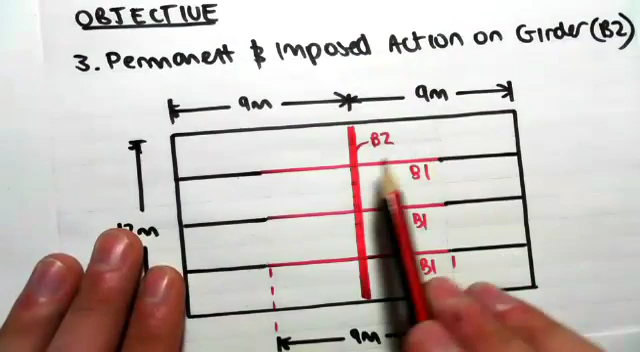 OBJECTIVE
3. Permanent & Imposed Action on Girder (B2)
9m 9m
B2
B1
B1
B1
9m